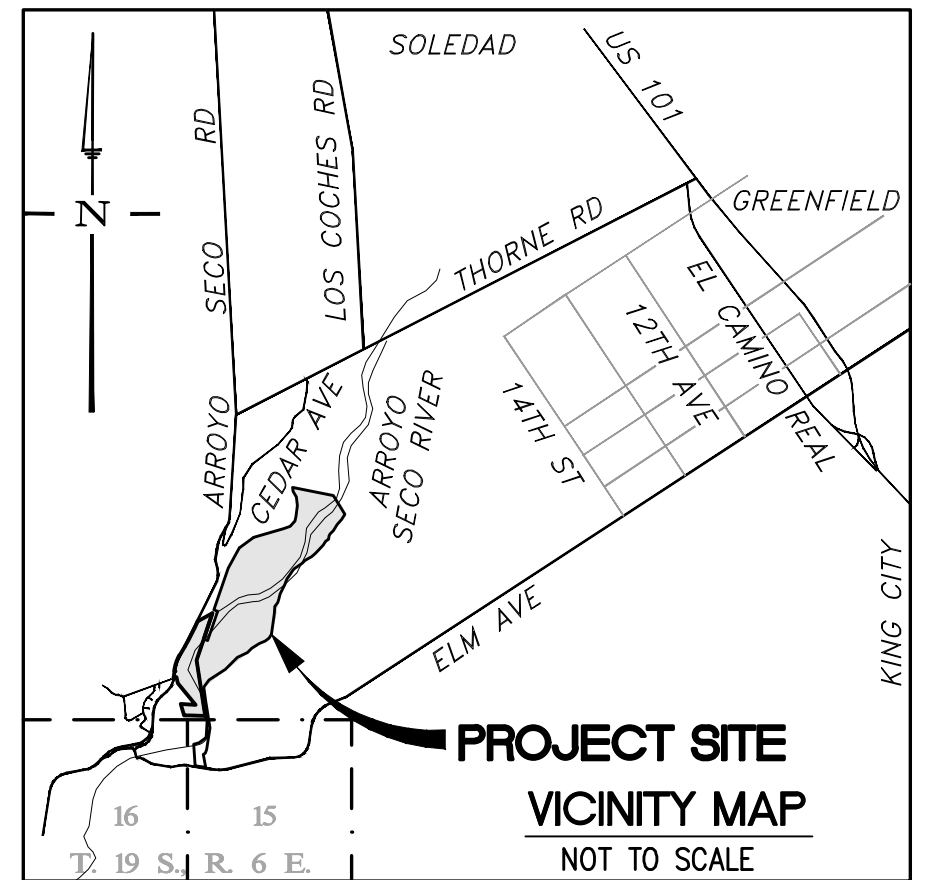 SOLEDAD
US 101
ARROYO SECO RD
LOS COCHES RD
N
GREENFIELD
THORNE RD
EL CAMINO REAL
12TH AVE
14TH ST
CEDAR AVE
ARROYO
SECO RIVER
ELM AVE
KING CITY
PROJECT SITE
VICINITY MAP
NOT TO SCALE
16
15
T. 19 S., R. 6 E.